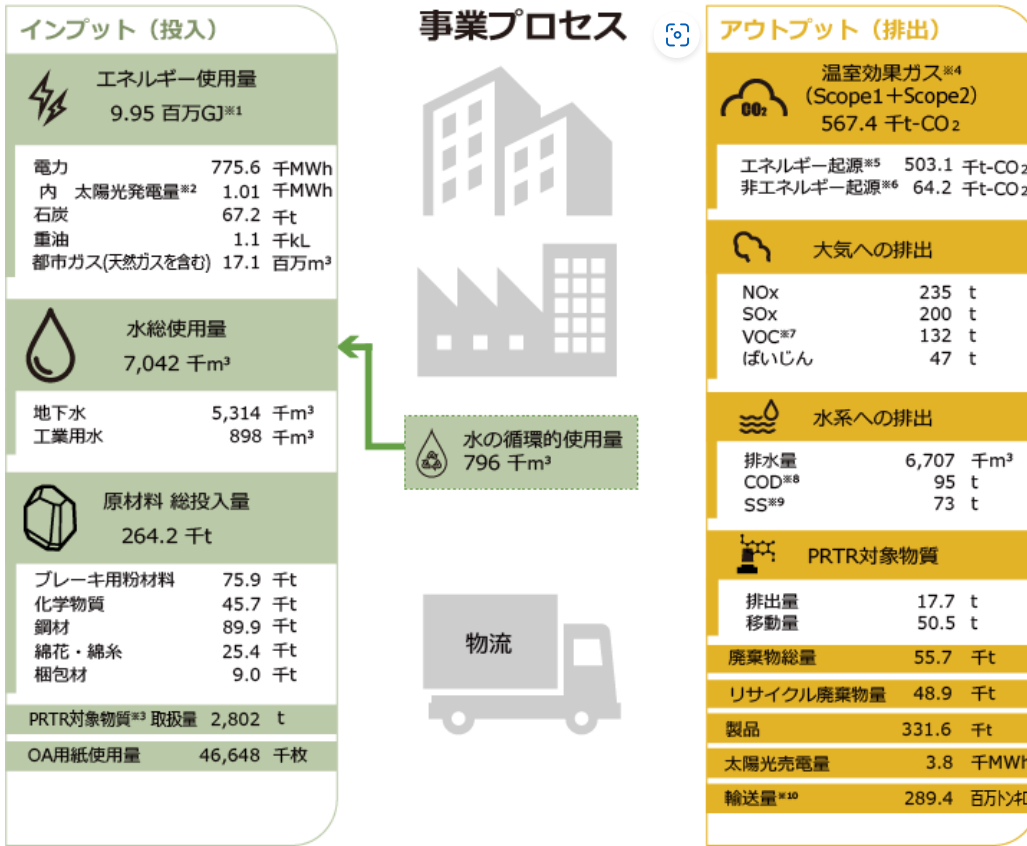 インプット（投入）
エネルギー使用量
9.95 百万GJ※1
電力 775.6 千MWh
内 太陽光発電量※2 1.01 千MWh
石炭 67.2 千t
重油 1.1 千kL
都市ガス(天然ガスを含む) 17.1 百万m³
水総使用量
7,042 千m³
地下水 5,314 千m³
工業用水 898 千m³
原材料 総投入量
264.2 千t
ブレーキ用粉材料 75.9 千t
化学物質 45.7 千t
鋼材 89.9 千t
綿花・綿糸 25.4 千t
梱包材 9.0 千t
PRTR対象物質※3 取扱量 2,802 t
OA用紙使用量 46,648 千枚
事業プロセス
水の循環的使用量
796 千m³
物流
アウトプット（排出）
CO₂
温室効果ガス※4
(Scope1＋Scope2)
567.4 千t-CO₂
エネルギー起源※5 503.1 千t-CO₂
非エネルギー起源※6 64.2 千t-CO₂
大気への排出
NOx 235 t
SOx 200 t
VOC※7 132 t
ばいじん 47 t
水系への排出
排水量 6,707 千m³
COD※8 95 t
SS※9 73 t
PRTR対象物質
排出量 17.7 t
移動量 50.5 t
廃棄物総量 55.7 千t
リサイクル廃棄物量 48.9 千t
製品 331.6 千t
太陽光売電量 3.8 千MWh
輸送量※10 289.4 百万トンキロ